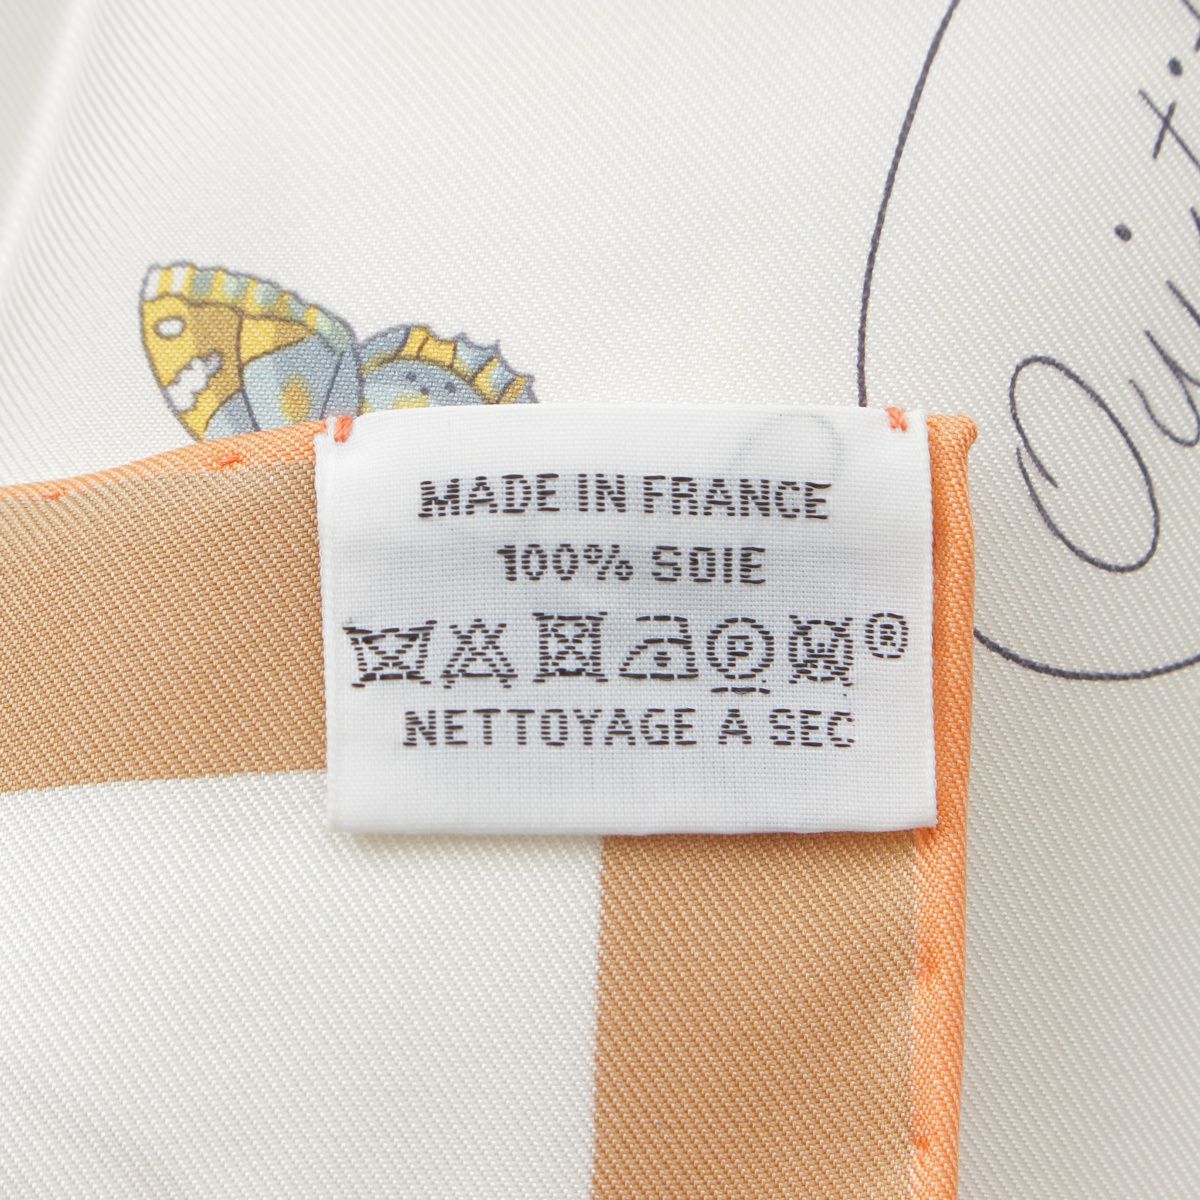 MADE IN FRANCE
100% SOIE
P W ®
NETTOYAGE A SEC